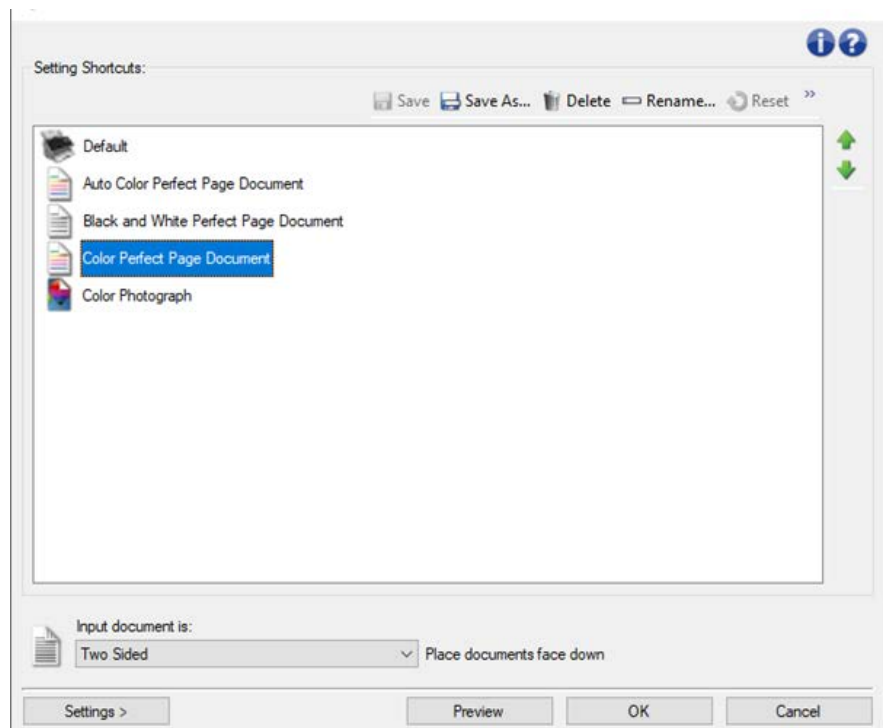 Setting Shortcuts:
Save Save As... Delete Rename... Reset »
Default
Auto Color Perfect Page Document
Black and White Perfect Page Document
Color Perfect Page Document
Color Photograph
Input document is:
Two Sided Place documents face down
Settings > Preview OK Cancel